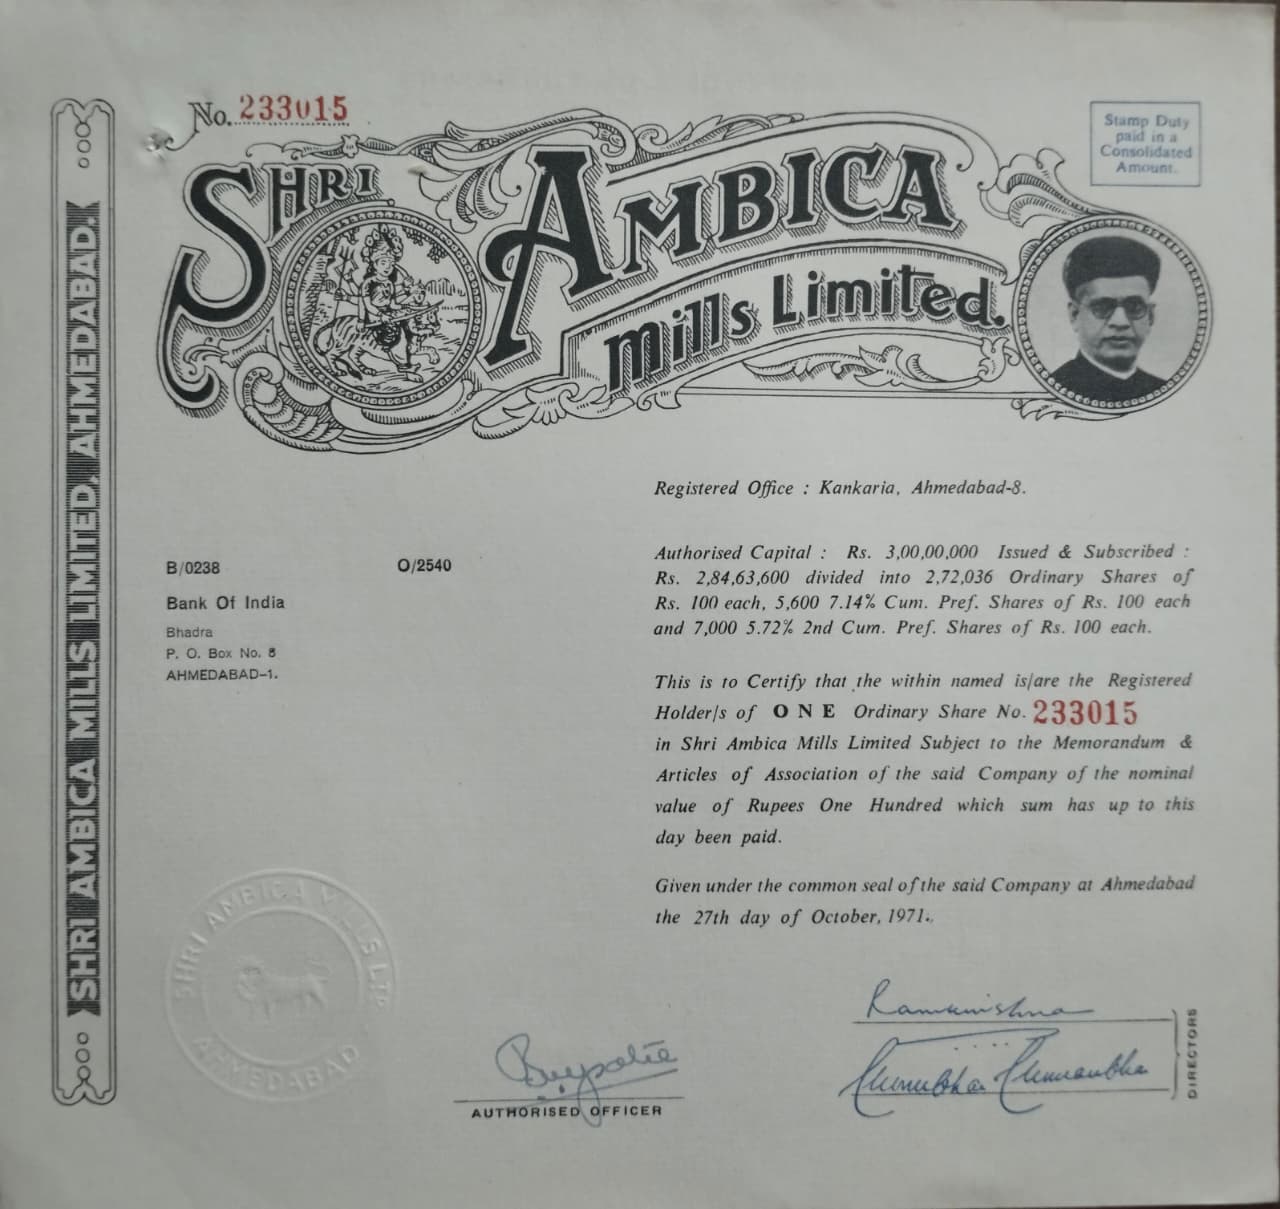 No. 233015
SHRI AMBICA
Mills Limited.
Stamp Duty
paid in a
Consolidated
Amount.
SHRI AMBICA MILLS LIMITED, AHMEDABAD.
Registered Office : Kankaria, Ahmedabad-8.
B/0238 O/2540
Bank Of India
Bhadra
P. O. Box No. 8
AHMEDABAD-1.
Authorised Capital : Rs. 3,00,00,000 Issued & Subscribed :
Rs. 2,84,63,600 divided into 2,72,036 Ordinary Shares of
Rs. 100 each, 5,600 7.14% Cum. Pref. Shares of Rs. 100 each
and 7,000 5.72% 2nd Cum. Pref. Shares of Rs. 100 each.
This is to Certify that the within named is/are the Registered
Holder/s of ONE Ordinary Share No. 233015
in Shri Ambica Mills Limited Subject to the Memorandum &
Articles of Association of the said Company of the nominal
value of Rupees One Hundred which sum has up to this
day been paid.
Given under the common seal of the said Company at Ahmedabad
the 27th day of October, 1971.
SHRI AMBICA MILLS LTD
AHMEDABAD
AUTHORISED OFFICER
DIRECTORS